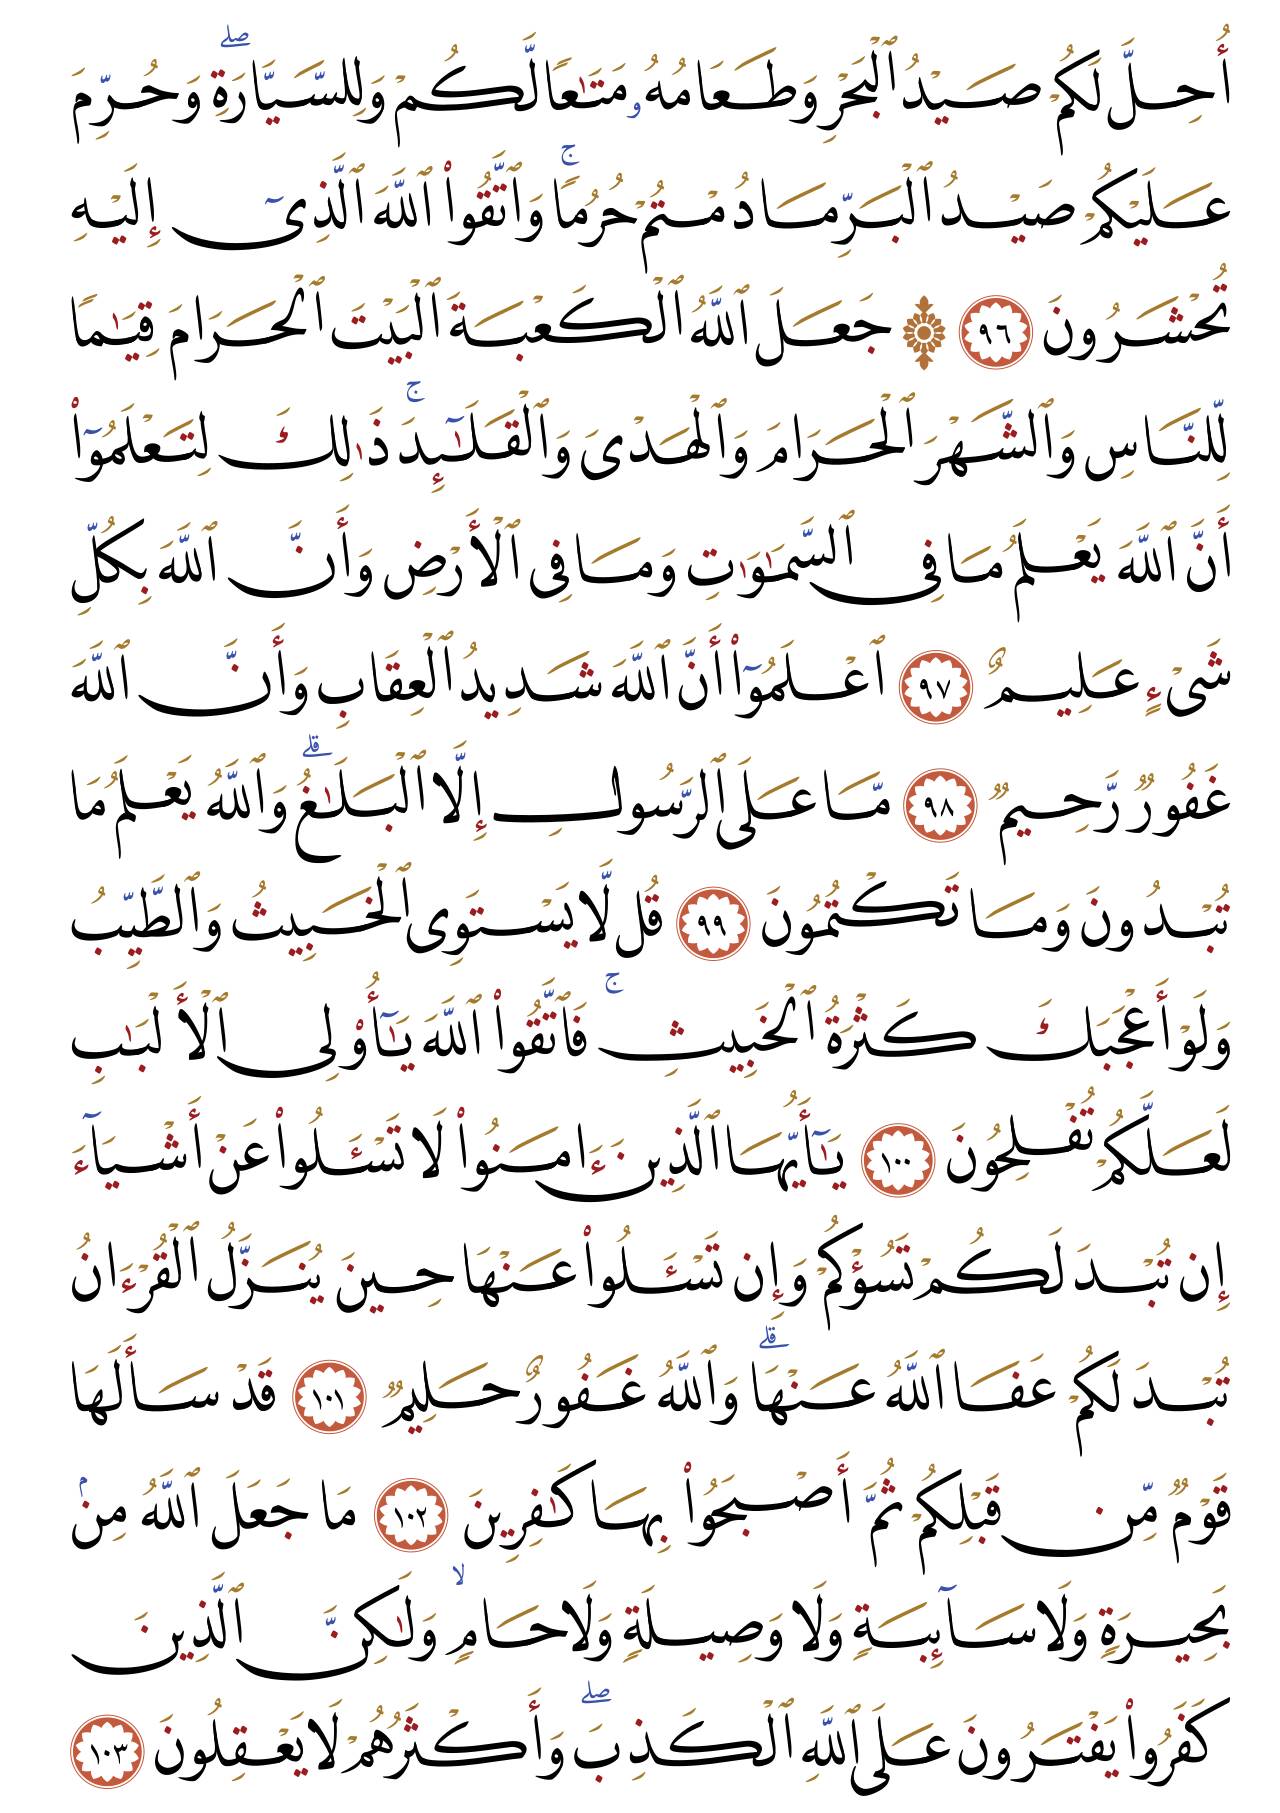 أُحِلَّ لَكُمْ صَيْدُ ٱلْبَحْرِ وَطَعَامُهُۥ مَتَـٰعًا لَّكُمْ وَلِلسَّيَّارَةِ ۖ وَحُرِّمَ
عَلَيْكُمْ صَيْدُ ٱلْبَرِّ مَا دُمْتُمْ حُرُمًا ۚ وَٱتَّقُوا۟ ٱللَّهَ ٱلَّذِىٓ إِلَيْهِ
تُحْشَرُونَ ٩٦ ۞ جَعَلَ ٱللَّهُ ٱلْكَعْبَةَ ٱلْبَيْتَ ٱلْحَرَامَ قِيَـٰمًا
لِّلنَّاسِ وَٱلشَّهْرَ ٱلْحَرَامَ وَٱلْهَدْىَ وَٱلْقَلَـٰٓئِدَ ۚ ذَٰلِكَ لِتَعْلَمُوٓا۟
أَنَّ ٱللَّهَ يَعْلَمُ مَا فِى ٱلسَّمَـٰوَٰتِ وَمَا فِى ٱلْأَرْضِ وَأَنَّ ٱللَّهَ بِكُلِّ
شَىْءٍ عَلِيمٌ ٩٧ ٱعْلَمُوٓا۟ أَنَّ ٱللَّهَ شَدِيدُ ٱلْعِقَابِ وَأَنَّ ٱللَّهَ
غَفُورٌ رَّحِيمٌ ٩٨ مَّا عَلَى ٱلرَّسُولِ إِلَّا ٱلْبَلَـٰغُ ۗ وَٱللَّهُ يَعْلَمُ مَا
تُبْدُونَ وَمَا تَكْتُمُونَ ٩٩ قُل لَّا يَسْتَوِى ٱلْخَبِيثُ وَٱلطَّيِّبُ
وَلَوْ أَعْجَبَكَ كَثْرَةُ ٱلْخَبِيثِ ۚ فَٱتَّقُوا۟ ٱللَّهَ يَـٰٓأُو۟لِى ٱلْأَلْبَـٰبِ
لَعَلَّكُمْ تُفْلِحُونَ ١٠٠ يَـٰٓأَيُّهَا ٱلَّذِينَ ءَامَنُوا۟ لَا تَسْـَٔلُوا۟ عَنْ أَشْيَآءَ
إِن تُبْدَ لَكُمْ تَسُؤْكُمْ وَإِن تَسْـَٔلُوا۟ عَنْهَا حِينَ يُنَزَّلُ ٱلْقُرْءَانُ
تُبْدَ لَكُمْ عَفَا ٱللَّهُ عَنْهَا ۗ وَٱللَّهُ غَفُورٌ حَلِيمٌ ١٠١ قَدْ سَأَلَهَا
قَوْمٌ مِّن قَبْلِكُمْ ثُمَّ أَصْبَحُوا۟ بِهَا كَـٰفِرِينَ ١٠٢ مَا جَعَلَ ٱللَّهُ مِنۢ
بَحِيرَةٍ وَلَا سَآئِبَةٍ وَلَا وَصِيلَةٍ وَلَا حَامٍ ۙ وَلَـٰكِنَّ ٱلَّذِينَ
كَفَرُوا۟ يَفْتَرُونَ عَلَى ٱللَّهِ ٱلْكَذِبَ ۖ وَأَكْثَرُهُمْ لَا يَعْقِلُونَ ١٠٣